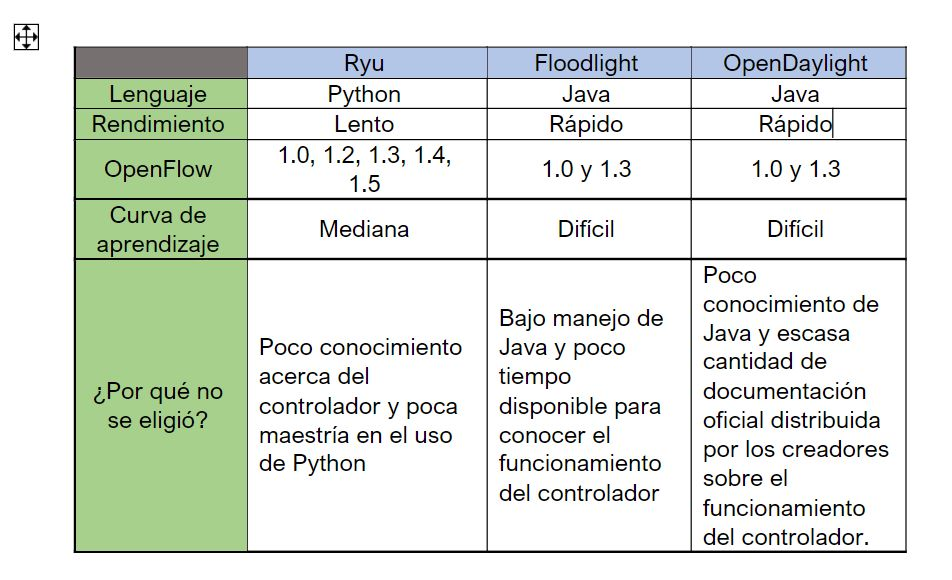 Ryu Floodlight OpenDaylight
Lenguaje Python Java Java
Rendimiento Lento Rápido Rápido
OpenFlow
1.0, 1.2, 1.3, 1.4,
1.5
1.0 y 1.3
1.0 y 1.3
Curva de
aprendizaje
Mediana
Difícil
Difícil
¿Por qué no
se eligió?
Poco conocimiento
acerca del
controlador y poca
maestría en el uso
de Python
Bajo manejo de
Java y poco
tiempo
disponible para
conocer el
funcionamiento
del controlador
Poco
conocimiento de
Java y escasa
cantidad de
documentación
oficial distribuida
por los creadores
sobre el
funcionamiento
del controlador.